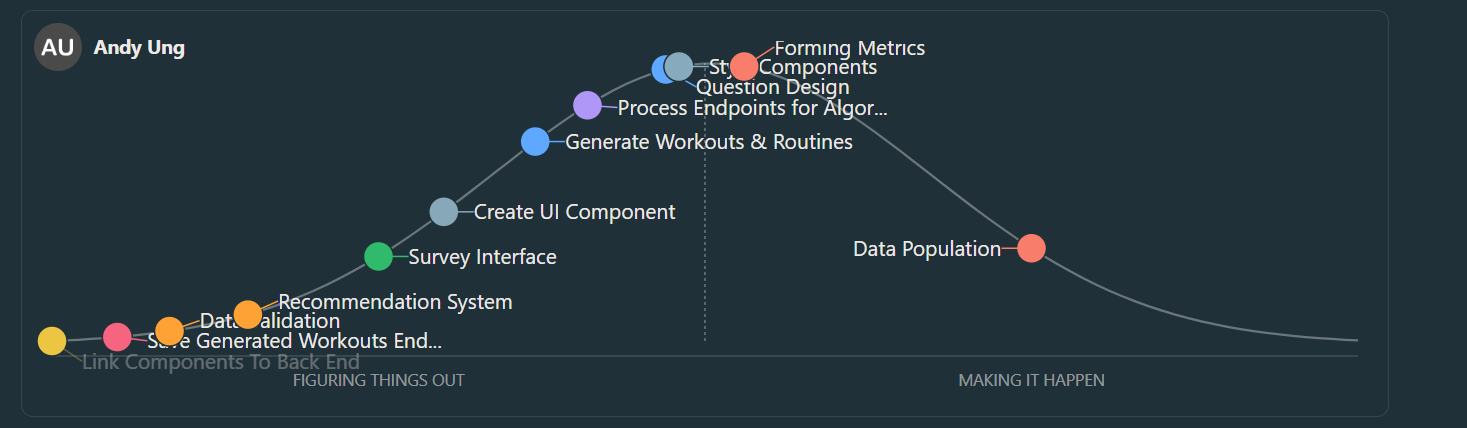 AU
Andy Ung
Forming Metrics
Components
Question Design
Process Endpoints for Algor...
Generate Workouts & Routines
Create UI Component
Survey Interface
Data Population
Recommendation System
Data Validation
Save Generated Workouts End...
Link Components To Back End
FIGURING THINGS OUT
MAKING IT HAPPEN